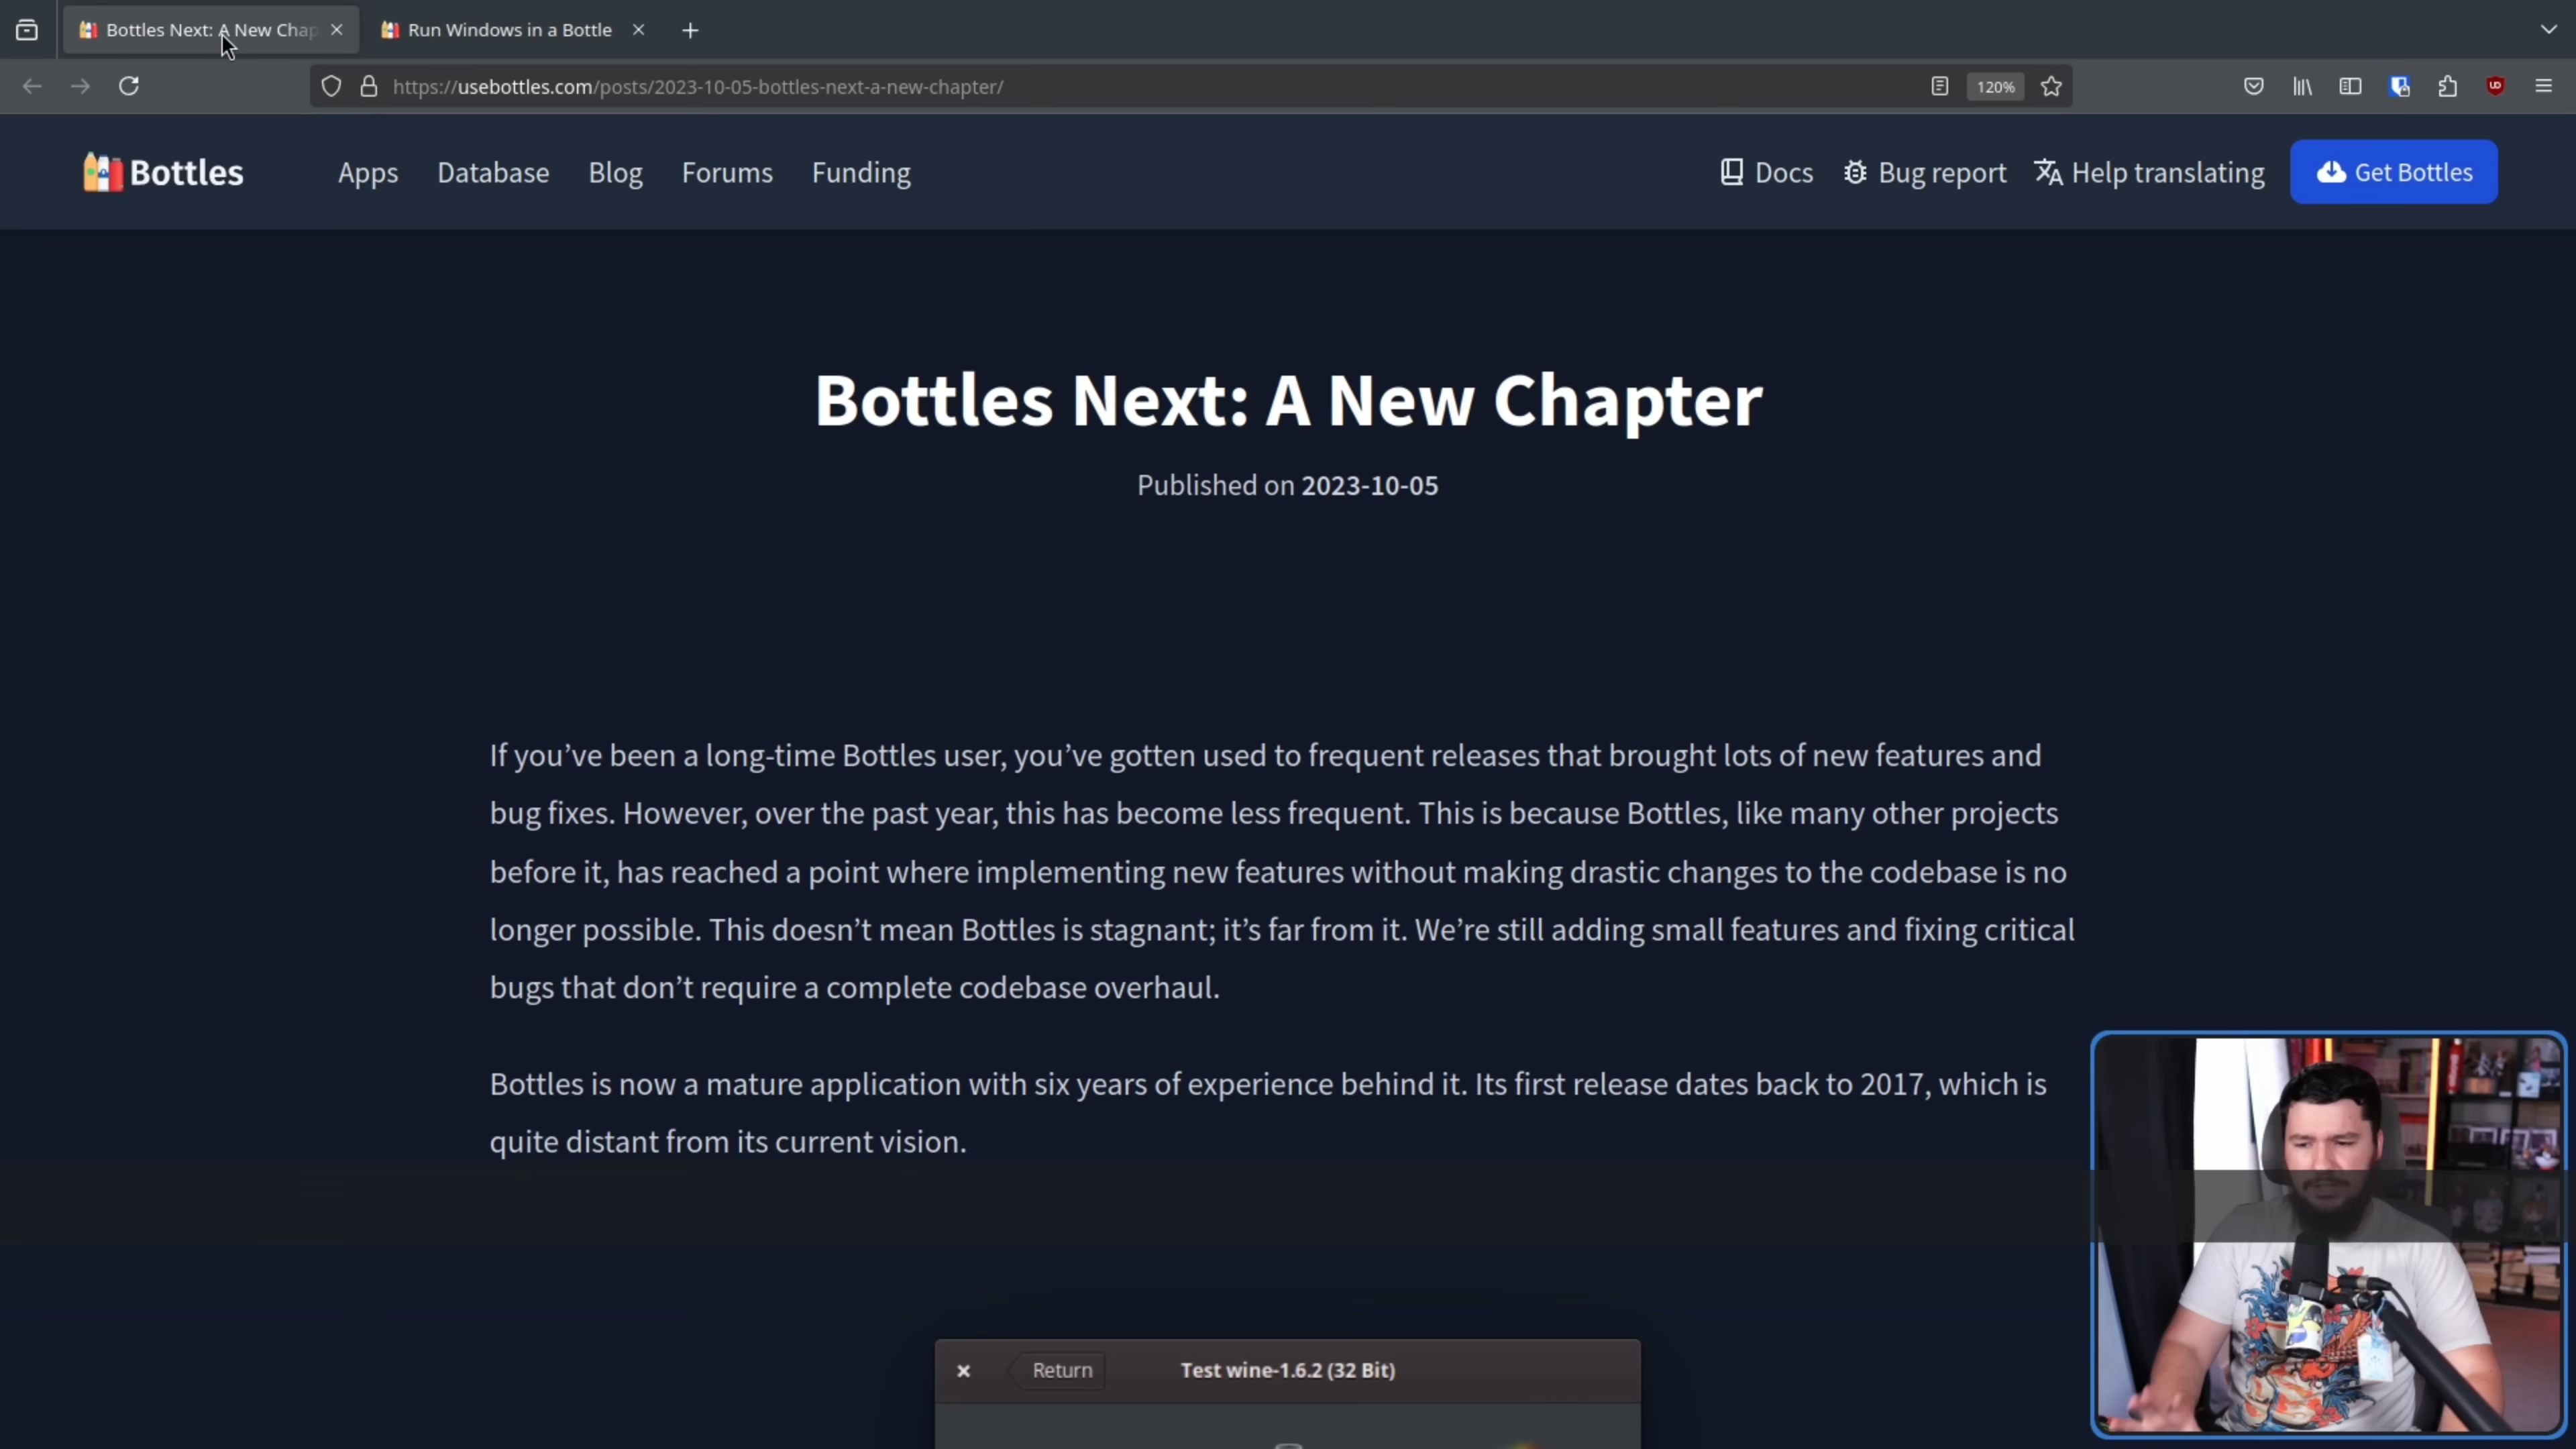 Bottles Next: A New Chap
Run Windows in a Bottle
https://usebottles.com/posts/2023-10-05-bottles-next-a-new-chapter/
120%
Bottles
Apps
Database
Blog
Forums
Funding
Docs
Bug report
Help translating
Get Bottles
Bottles Next: A New Chapter
Published on 2023-10-05
If you’ve been a long-time Bottles user, you’ve gotten used to frequent releases that brought lots of new features and
bug fixes. However, over the past year, this has become less frequent. This is because Bottles, like many other projects
before it, has reached a point where implementing new features without making drastic changes to the codebase is no
longer possible. This doesn’t mean Bottles is stagnant; it’s far from it. We’re still adding small features and fixing critical
bugs that don’t require a complete codebase overhaul.
Bottles is now a mature application with six years of experience behind it. Its first release dates back to 2017, which is
quite distant from its current vision.
Return
Test wine-1.6.2 (32 Bit)